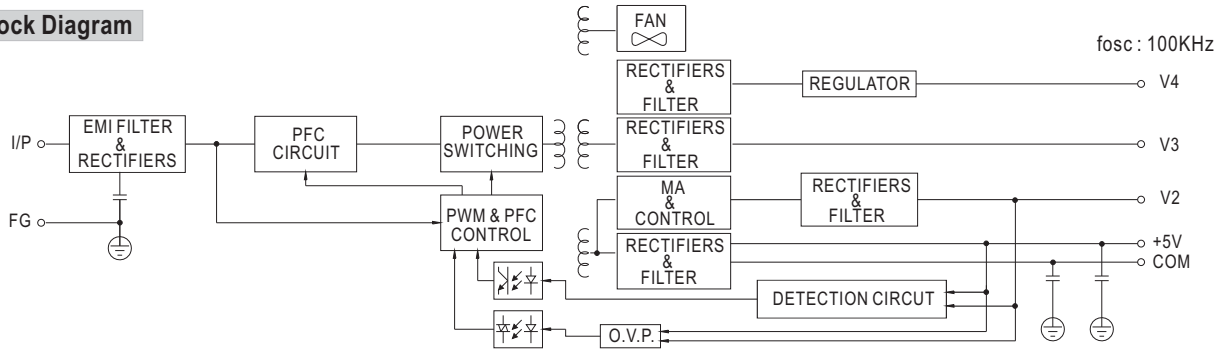 ock Diagram
fosc : 100KHz
FAN
RECTIFIERS
&
FILTER
REGULATOR
V4
I/P
EMI FILTER
&
RECTIFIERS
PFC
CIRCUIT
POWER
SWITCHING
RECTIFIERS
&
FILTER
V3
FG
PWM & PFC
CONTROL
MA
&
CONTROL
RECTIFIERS
&
FILTER
V2
RECTIFIERS
&
FILTER
+5V
COM
DETECTION CIRCUT
O.V.P.